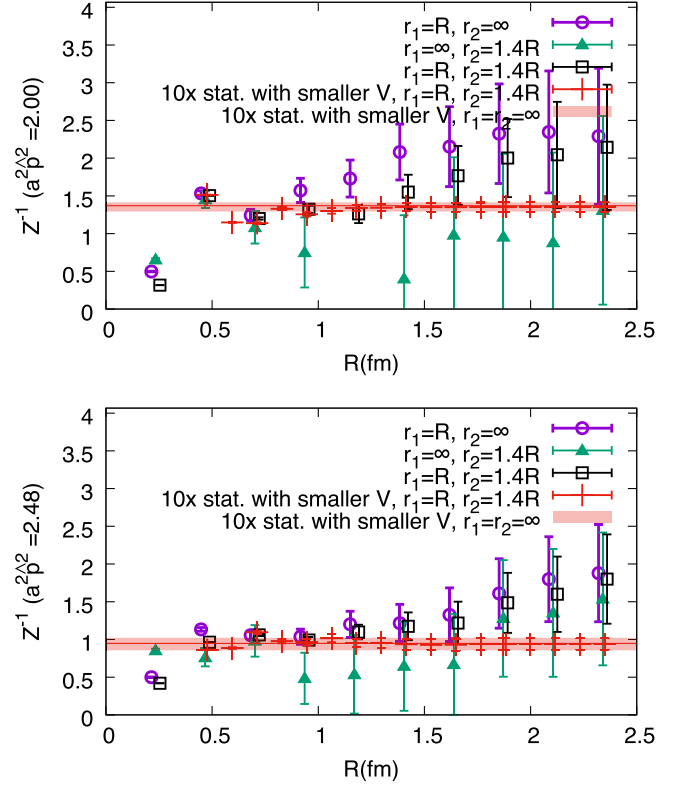 4
3.5
3
2.5
2
1.5
1
0.5
0
Z⁻¹ (a²p̂²=2.00)
r₁=R, r₂=∞
r₁=∞, r₂=1.4R
r₁=R, r₂=1.4R
10x stat. with smaller V, r₁=R, r₂=1.4R
10x stat. with smaller V, r₁=r₂=∞
0 0.5 1 1.5 2 2.5
R(fm)
4
3.5
3
2.5
2
1.5
1
0.5
0
Z⁻¹ (a²p̂²=2.48)
r₁=R, r₂=∞
r₁=∞, r₂=1.4R
r₁=R, r₂=1.4R
10x stat. with smaller V, r₁=R, r₂=1.4R
10x stat. with smaller V, r₁=r₂=∞
0 0.5 1 1.5 2 2.5
R(fm)